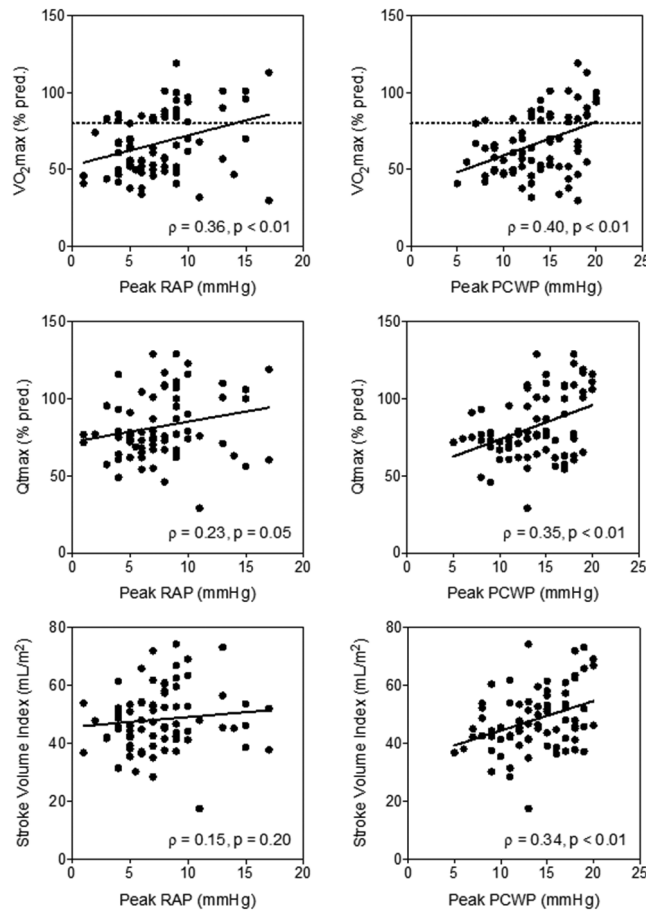 150
100
50
0
VO₂max (% pred.)
ρ = 0.36, p < 0.01
0 5 10 15 20
Peak RAP (mmHg)
150
100
50
0
VO₂max (% pred.)
ρ = 0.40, p < 0.01
0 5 10 15 20 25
Peak PCWP (mmHg)
150
100
50
0
Qtmax (% pred.)
ρ = 0.23, p = 0.05
0 5 10 15 20
Peak RAP (mmHg)
150
100
50
0
Qtmax (% pred.)
ρ = 0.35, p < 0.01
0 5 10 15 20 25
Peak PCWP (mmHg)
80
60
40
20
0
Stroke Volume Index (mL/m²)
ρ = 0.15, p = 0.20
0 5 10 15 20
Peak RAP (mmHg)
80
60
40
20
0
Stroke Volume Index (mL/m²)
ρ = 0.34, p < 0.01
0 5 10 15 20 25
Peak PCWP (mmHg)